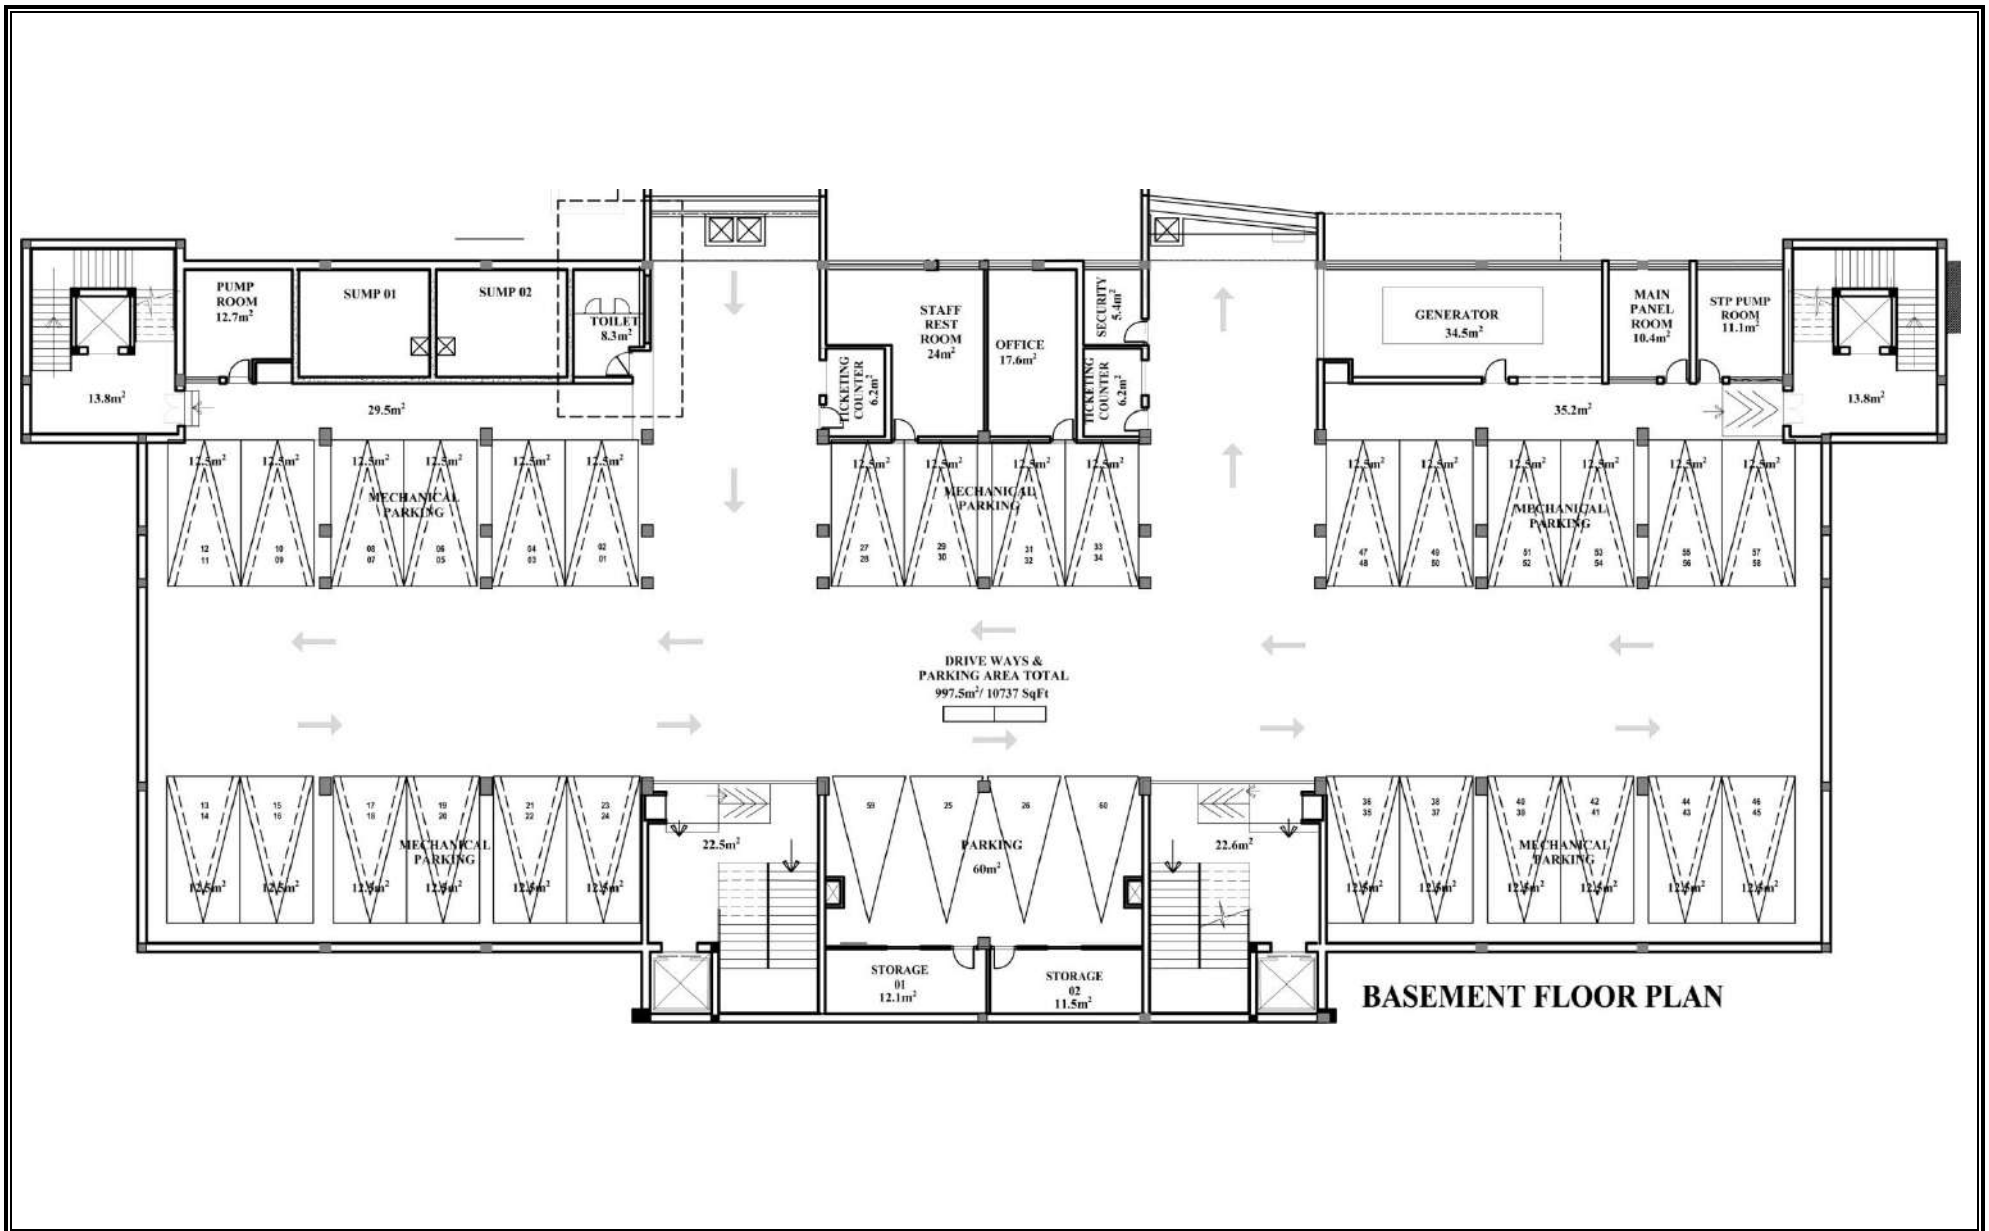 PUMP
ROOM
12.7m²
SUMP 01
SUMP 02
TOILET
8.3m²
STAFF
REST
ROOM
24m²
OFFICE
17.6m²
SECURITY
5.4m²
TICKETING
COUNTER
6.2m²
TICKETING
COUNTER
6.2m²
GENERATOR
34.5m²
MAIN
PANEL
ROOM
10.4m²
STP PUMP
ROOM
11.1m²
13.8m²
29.5m²
35.2m²
13.8m²
12.5m² 12.5m² 12.5m² 12.5m² 12.5m² 12.5m²
MECHANICAL
PARKING
12 10 08 06 04 02
11 09 07 05 03 01
12.5m² 12.5m² 12.5m² 12.5m²
MECHANICAL
PARKING
27 29 31 33
28 30 32 34
12.5m² 12.5m² 12.5m² 12.5m² 12.5m² 12.5m²
MECHANICAL
PARKING
47 49 51 53 55 57
48 50 52 54 56 58
DRIVE WAYS &
PARKING AREA TOTAL
997.5m²/ 10737 SqFt
13 15 17 19 21 23
14 16 18 20 22 24
MECHANICAL
PARKING
12.5m² 12.5m² 12.5m² 12.5m² 12.5m² 12.5m²
22.5m²
59 25 26 60
PARKING
60m²
22.6m²
36 38 40 42 44 46
35 37 39 41 43 45
MECHANICAL
PARKING
12.5m² 12.5m² 12.5m² 12.5m² 12.5m² 12.5m²
STORAGE
01
12.1m²
STORAGE
02
11.5m²
BASEMENT FLOOR PLAN